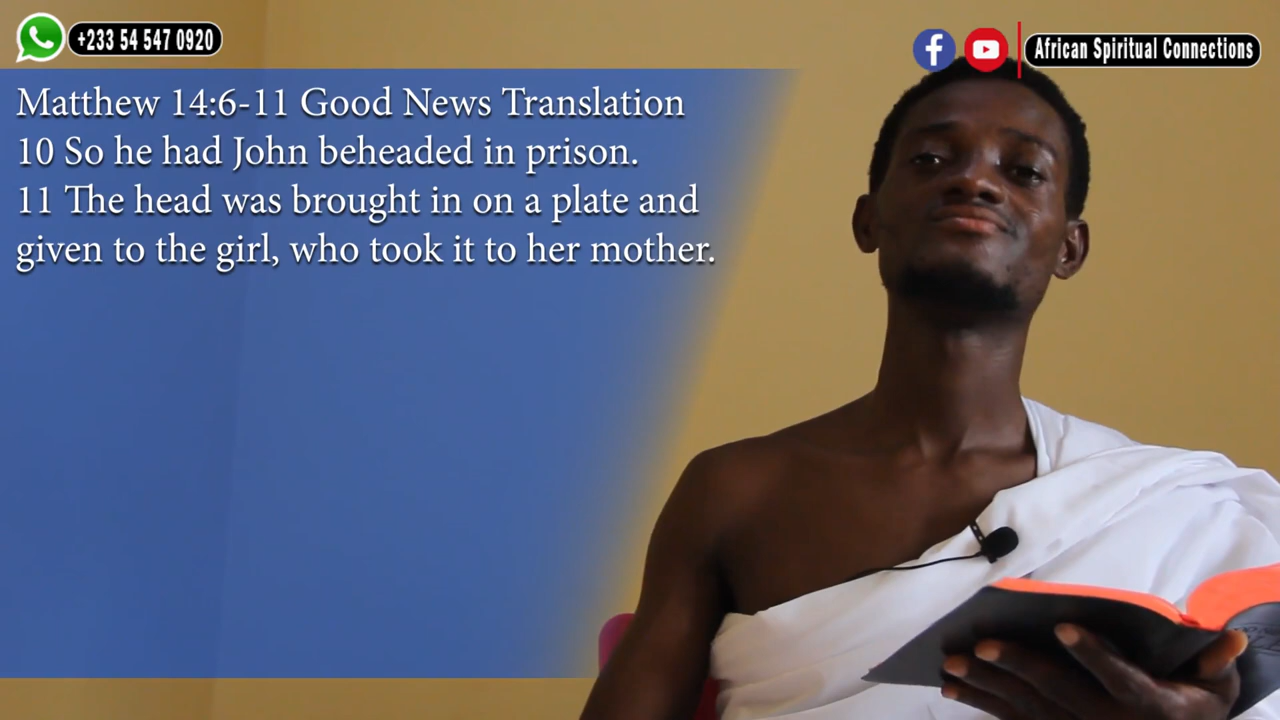 +233 54 547 0920
African Spiritual Connections
Matthew 14:6-11 Good News Translation
10 So he had John beheaded in prison.
11 The head was brought in on a plate and
given to the girl, who took it to her mother.